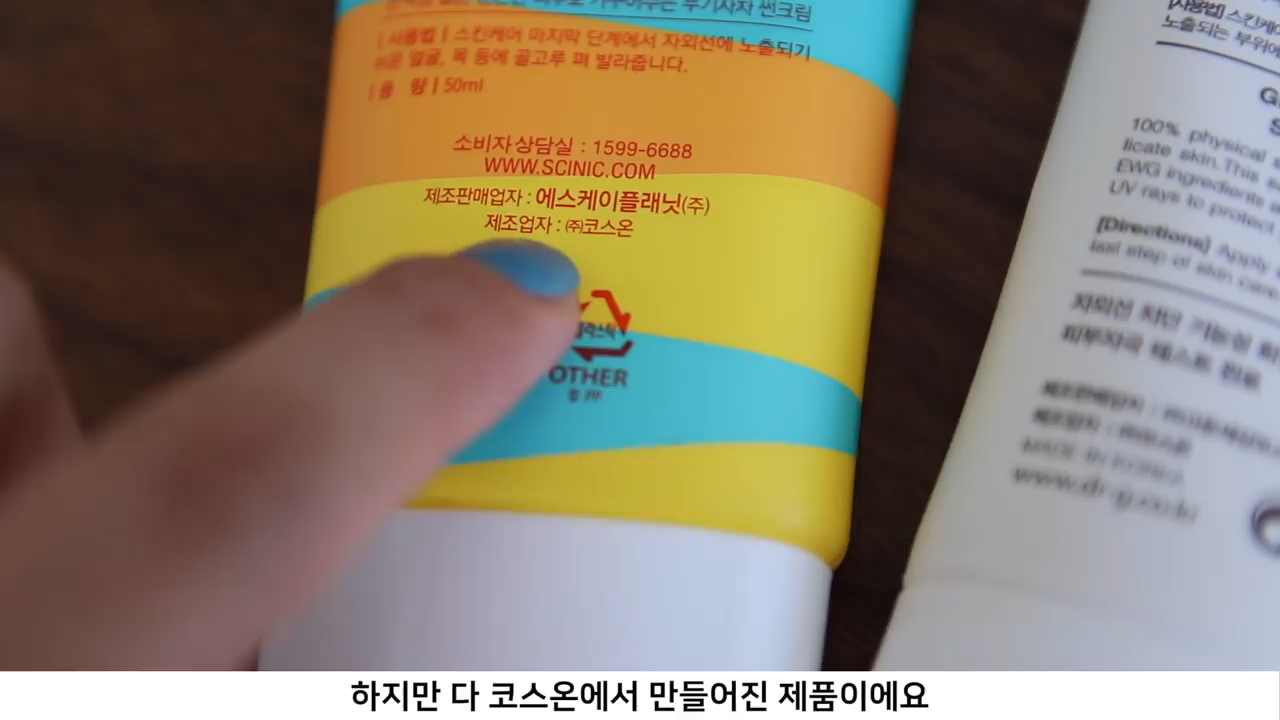 무기자차 썬크림
| 사용법 | 스킨케어 마지막 단계에서 자외선에 노출되기
쉬운 얼굴, 목 등에 골고루 펴 발라줍니다.
| 용 량 | 50ml
소비자상담실 : 1599-6688
WWW.SCINIC.COM
제조판매업자 : 에스케이플래닛(주)
제조업자 : ㈜코스온
OTHER
[사용법] 스킨케어
노출되는 부위에
100% physical
licate skin.This
EWG ingredients
UV rays to protect
[Directions] Apply
last step of skin care
자외선 차단 기능성
피부자극 테스트 완료
MADE IN KOREA
하지만 다 코스온에서 만들어진 제품이에요